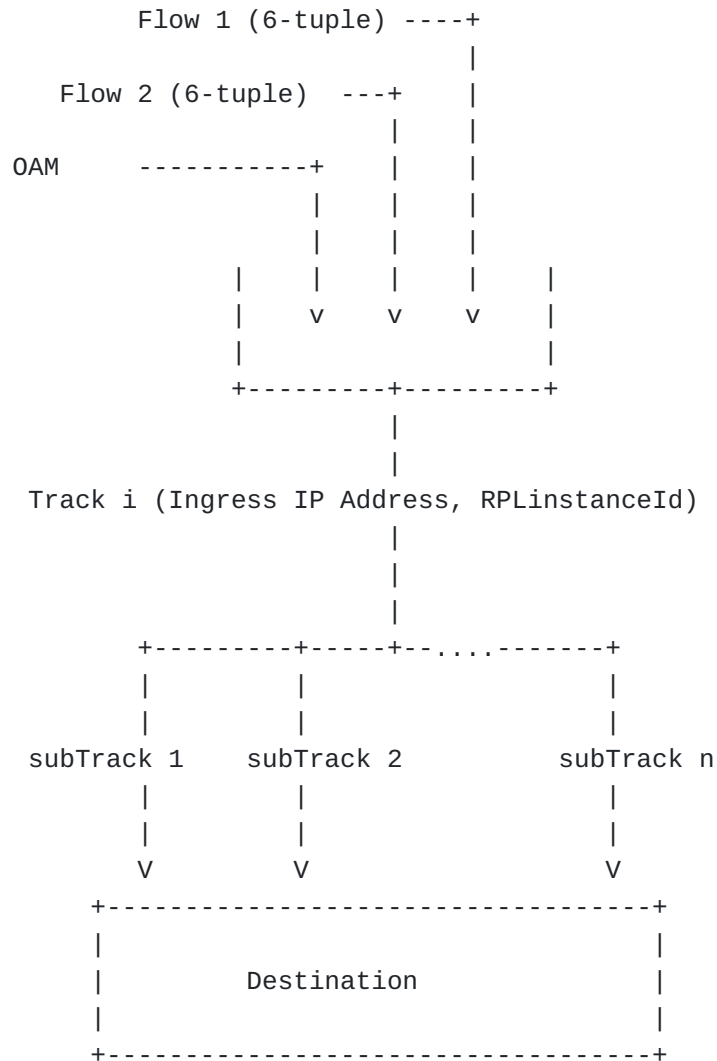 Flow 1 (6-tuple) ----+
|
Flow 2 (6-tuple) ---+ |
| |
OAM -----------+ | |
| | |
| | |
| | | | |
| v v v |
| |
+---------+---------+
|
|
Track i (Ingress IP Address, RPLinstanceId)
|
|
|
+---------+-----+--....-------+
| | |
| | |
subTrack 1 subTrack 2 subTrack n
| | |
| | |
V V V
+-----------------------------------+
| |
| Destination |
| |
+-----------------------------------+